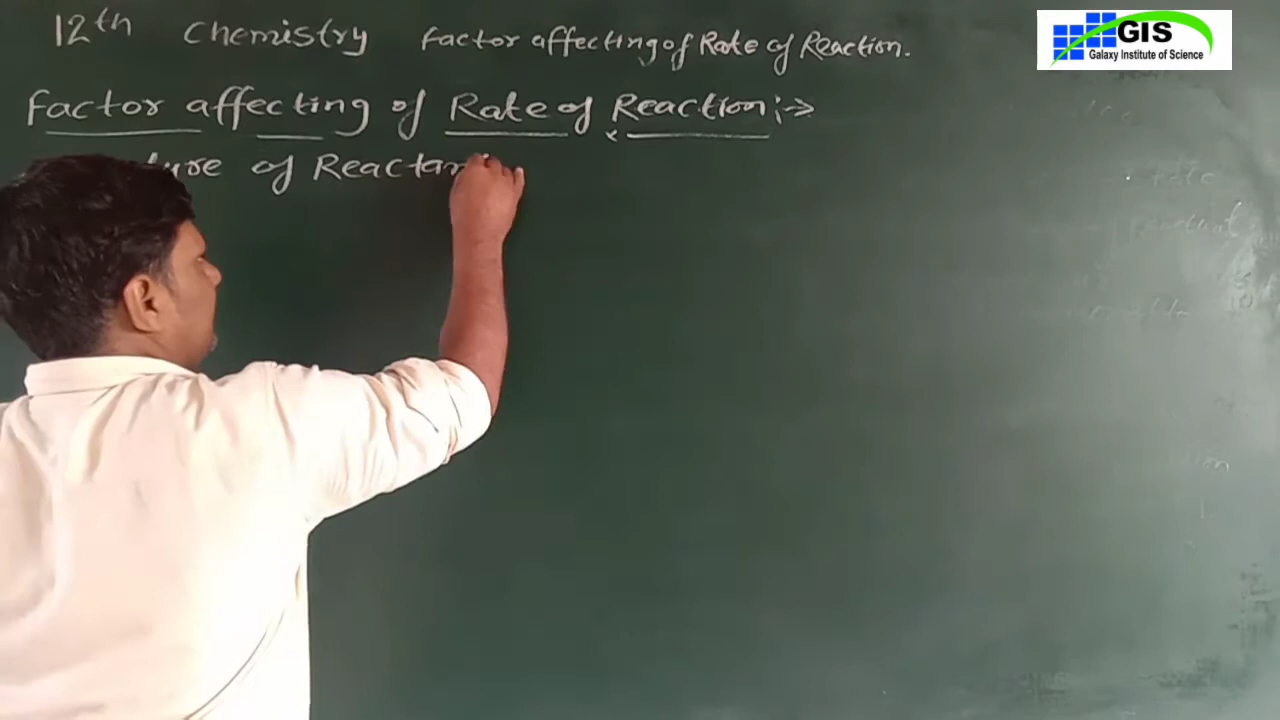 12th Chemistry Factor affecting of Rate of Reaction.
GIS
Galaxy Institute of Science
Factor affecting of Rate of Reaction :->
of